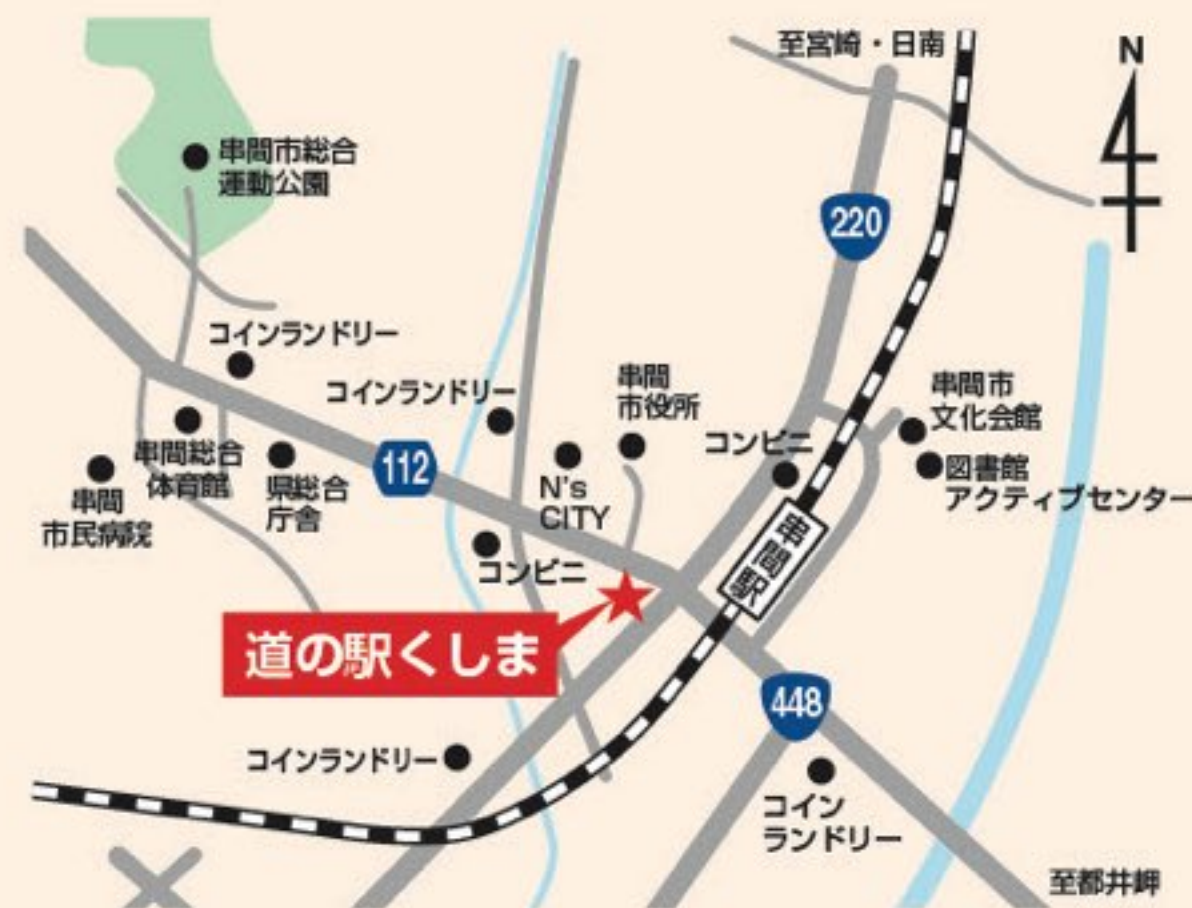 至宮崎・日南
N
串間市総合
運動公園
220
コインランドリー
コインランドリー
串間
市役所
串間市
文化会館
コンビニ
112
串間総合
体育館
県総合
庁舎
N's
CITY
図書館
アクティブセンター
串間
市民病院
コンビニ
串間駅
道の駅くしま
448
コインランドリー
コイン
ランドリー
至都井岬